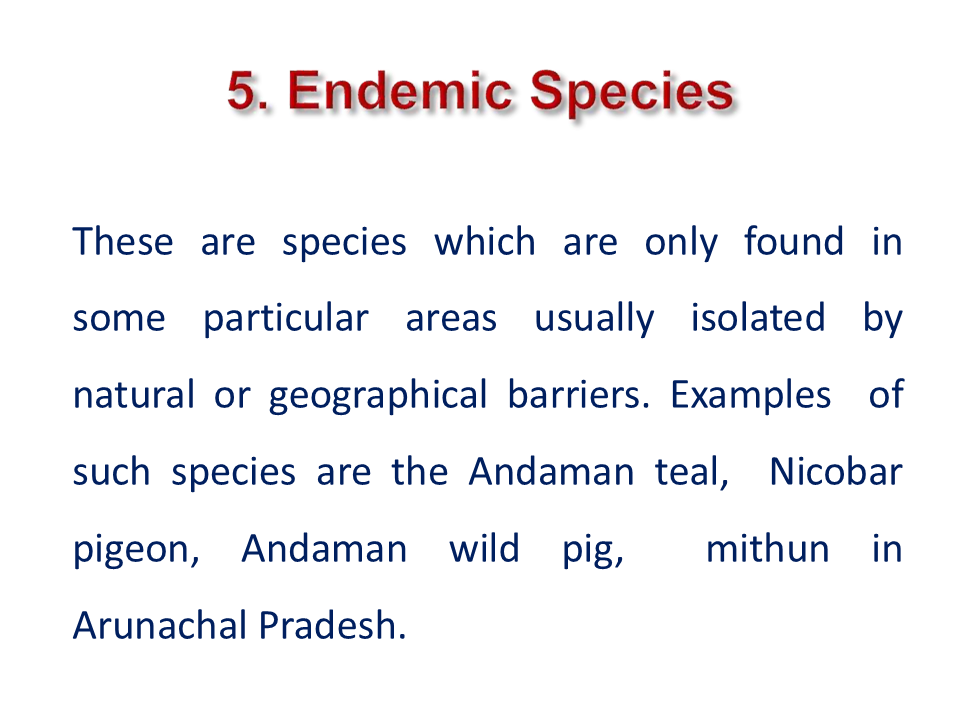 5. Endemic Species
These are species which are only found in
some particular areas usually isolated by
natural or geographical barriers. Examples of
such species are the Andaman teal, Nicobar
pigeon, Andaman wild pig, mithun in
Arunachal Pradesh.